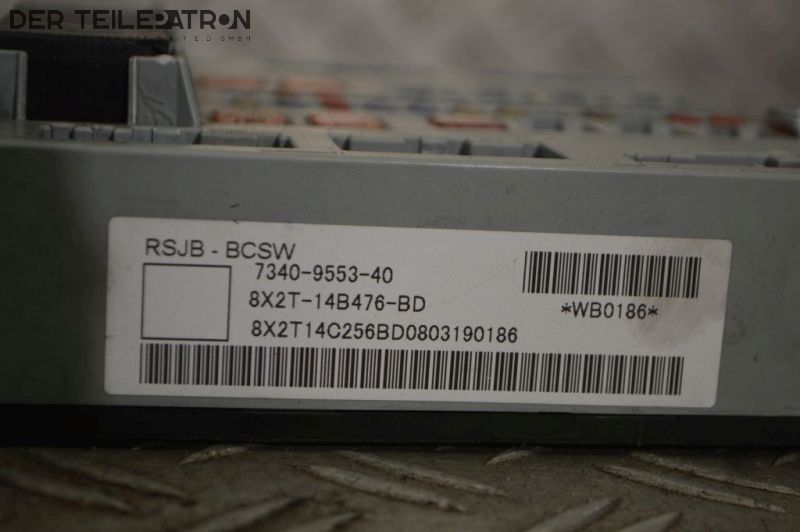 DER TEILEPATRON
RSJB - BCSW
7340-9553-40
8X2T-14B476-BD
*WB0186*
8X2T14C256BD0803190186